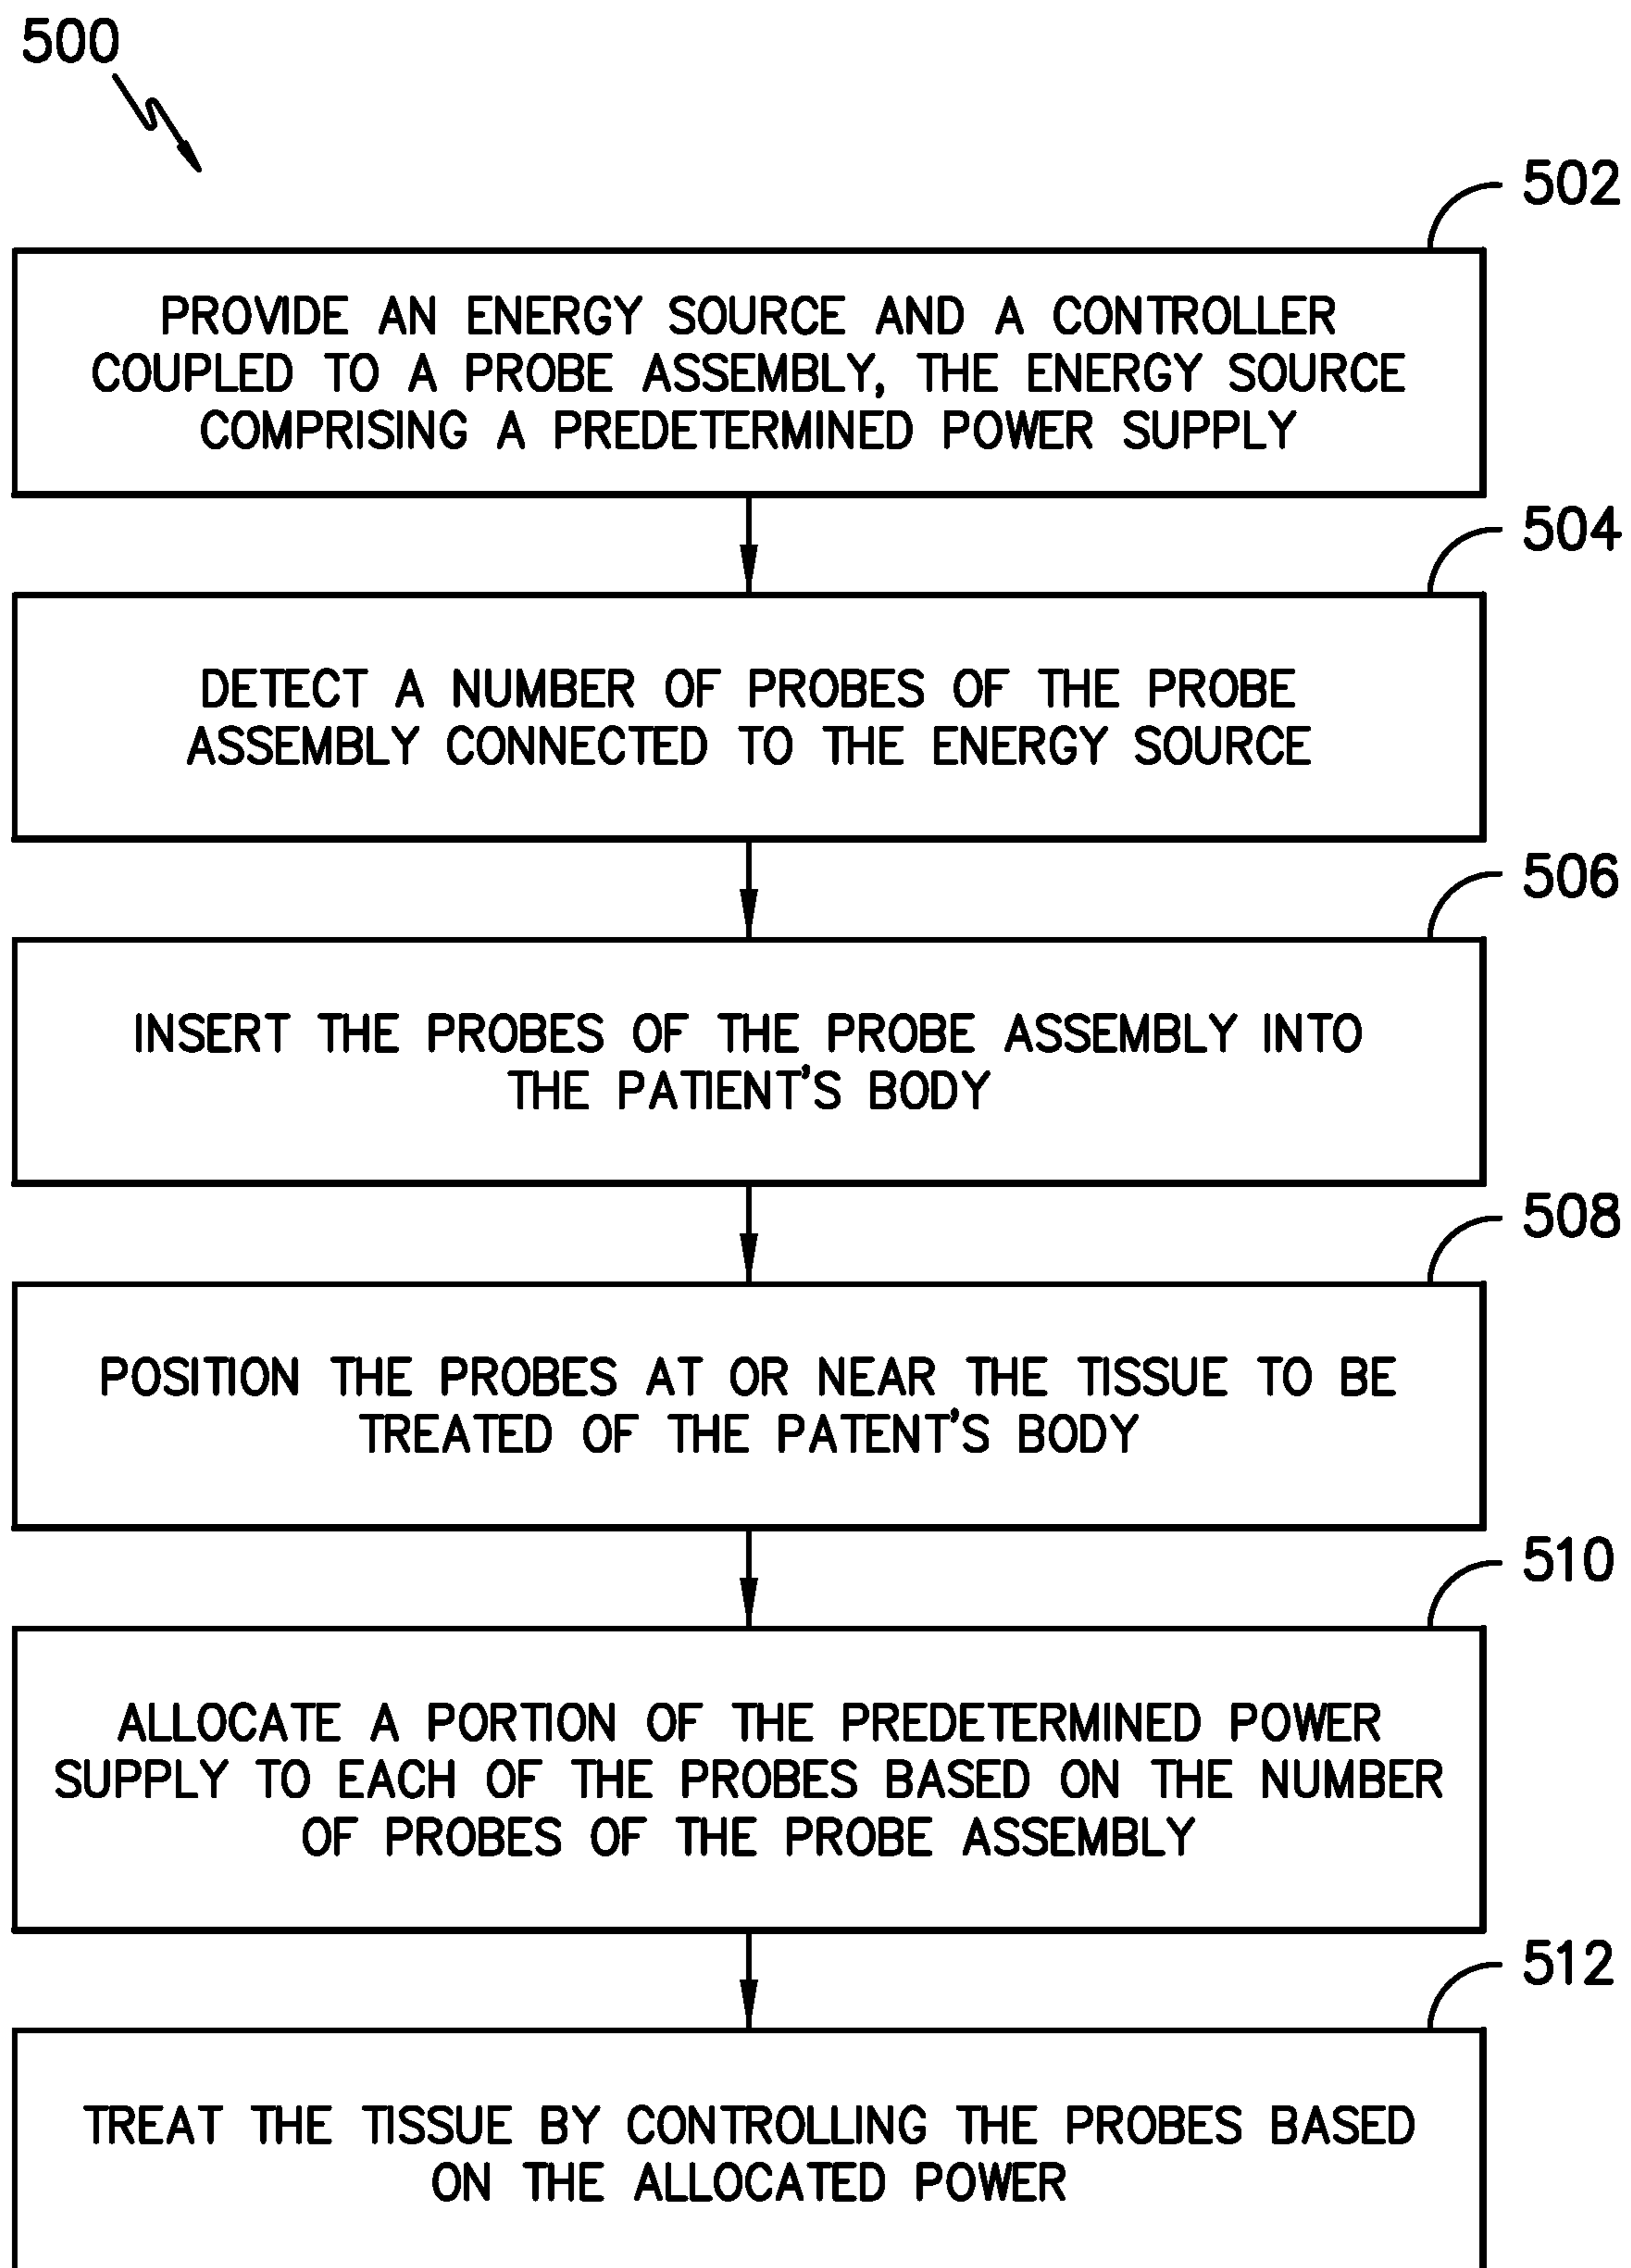 500
502
PROVIDE AN ENERGY SOURCE AND A CONTROLLER
COUPLED TO A PROBE ASSEMBLY, THE ENERGY SOURCE
COMPRISING A PREDETERMINED POWER SUPPLY
504
DETECT A NUMBER OF PROBES OF THE PROBE
ASSEMBLY CONNECTED TO THE ENERGY SOURCE
506
INSERT THE PROBES OF THE PROBE ASSEMBLY INTO
THE PATIENT'S BODY
508
POSITION THE PROBES AT OR NEAR THE TISSUE TO BE
TREATED OF THE PATENT'S BODY
510
ALLOCATE A PORTION OF THE PREDETERMINED POWER
SUPPLY TO EACH OF THE PROBES BASED ON THE NUMBER
OF PROBES OF THE PROBE ASSEMBLY
512
TREAT THE TISSUE BY CONTROLLING THE PROBES BASED
ON THE ALLOCATED POWER